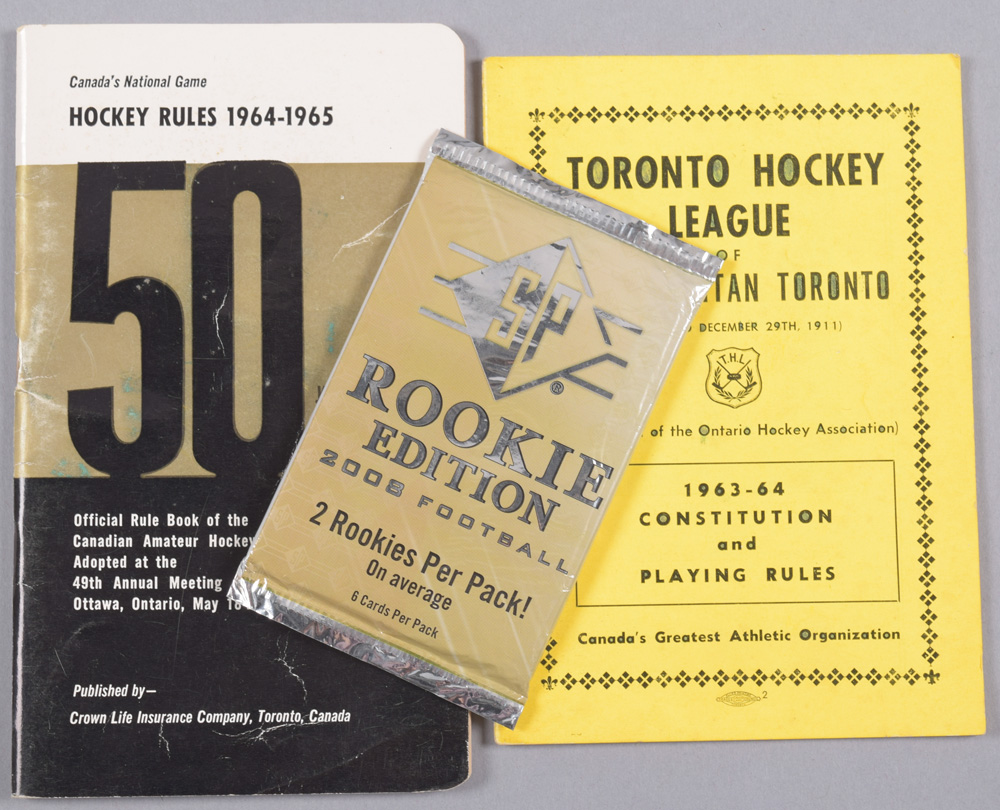 Canada's National Game
HOCKEY RULES 1964-1965
50
Official Rule Book of the
Canadian Amateur Hockey
Adopted at the
49th Annual Meeting
Ottawa, Ontario, May
Published by—
Crown Life Insurance Company, Toronto, Canada
SP
®
ROOKIE
EDITION
2008 FOOTBALL
2 Rookies Per Pack!
On average
6 Cards Per Pack
TORONTO HOCKEY
LEAGUE
OF
TAN TORONTO
DECEMBER 29TH, 1911)
T.H.L.
of the Ontario Hockey Association)
1963-64
CONSTITUTION
and
PLAYING RULES
Canada's Greatest Athletic Organization
2